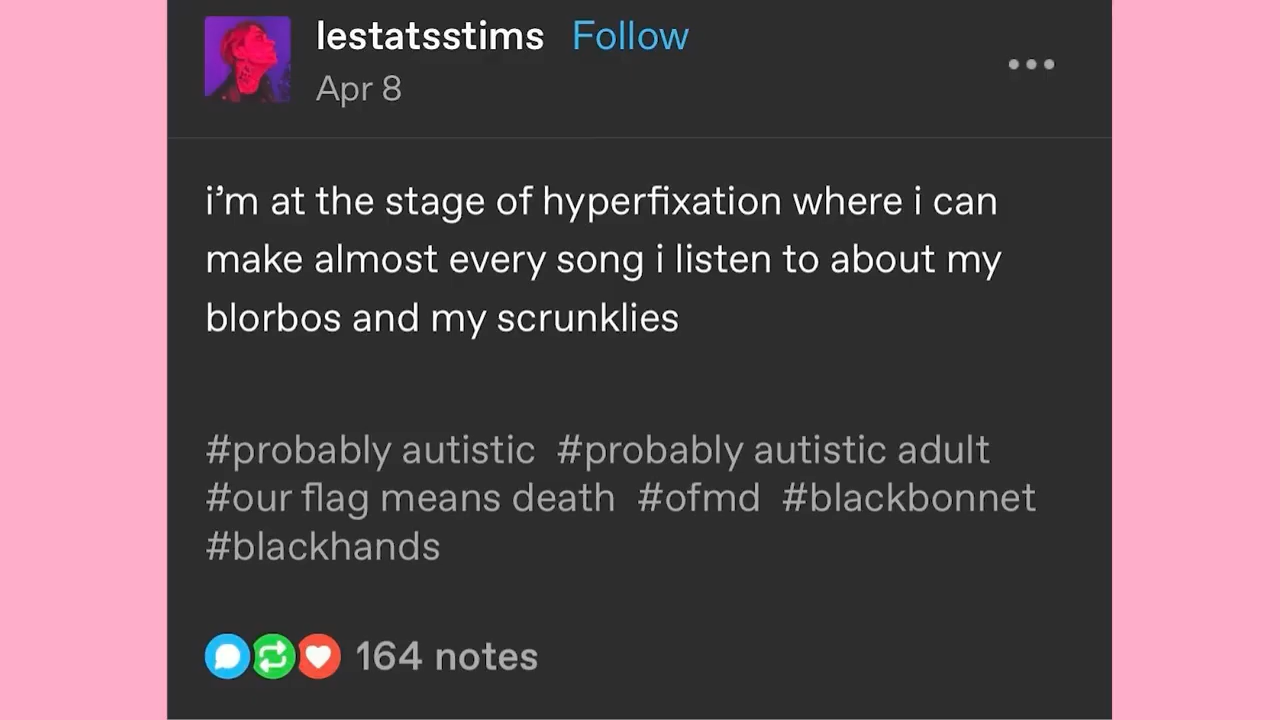 lestatsstims Follow
Apr 8
i’m at the stage of hyperfixation where i can
make almost every song i listen to about my
blorbos and my scrunklies
#probably autistic #probably autistic adult
#our flag means death #ofmd #blackbonnet
#blackhands
164 notes